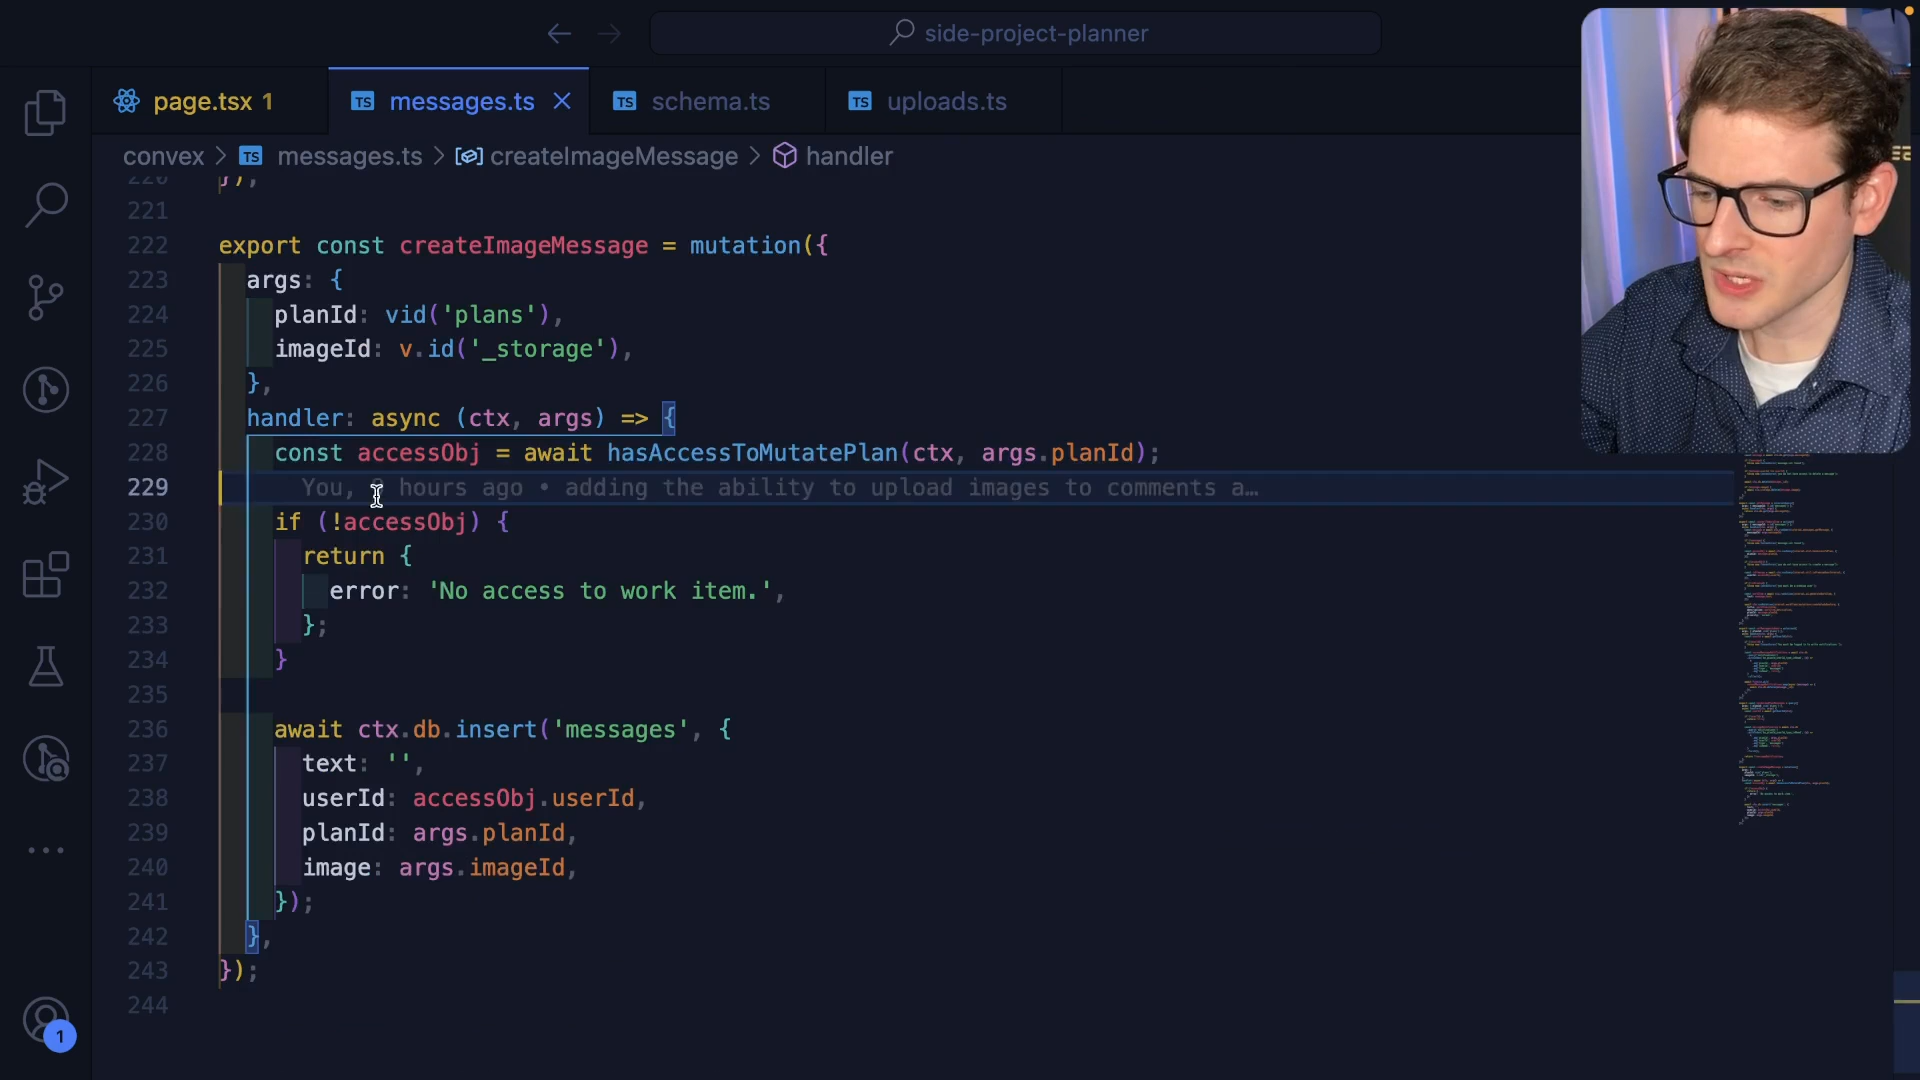 side-project-planner
page.tsx 1
TS messages.ts
TS schema.ts
TS uploads.ts
convex > TS messages.ts > createImageMessage > handler
220 });
221
222 export const createImageMessage = mutation({
223 args: {
224 planId: vid('plans'),
225 imageId: v.id('_storage'),
226 },
227 handler: async (ctx, args) => {
228 const accessObj = await hasAccessToMutatePlan(ctx, args.planId);
229 You, hours ago • adding the ability to upload images to comments a…
230 if (!accessObj) {
231 return {
232 error: 'No access to work item.',
233 };
234 }
235
236 await ctx.db.insert('messages', {
237 text: '',
238 userId: accessObj.userId,
239 planId: args.planId,
240 image: args.imageId,
241 });
242 },
243 });
244
1